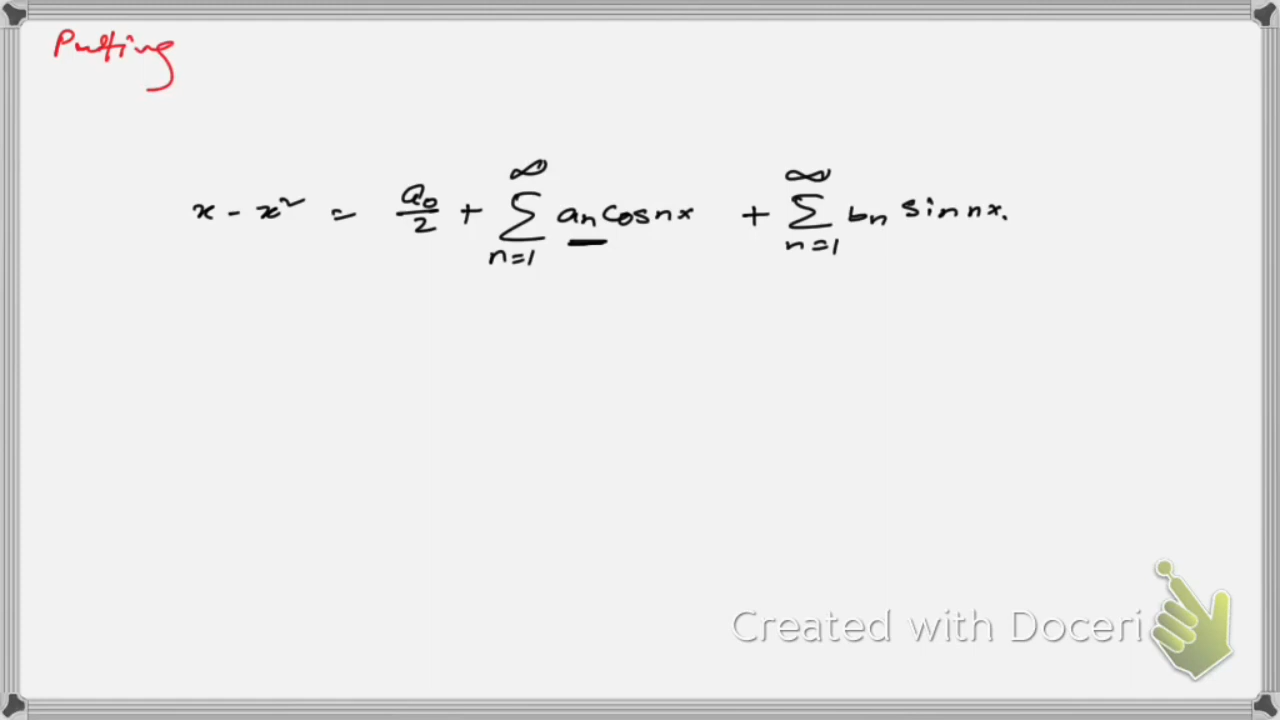 Putting
x - x² = a₀/2 + ∑_{n=1}^{∞} aₙ cos nx + ∑_{n=1}^{∞} bₙ sin nx.
Created with Doceri